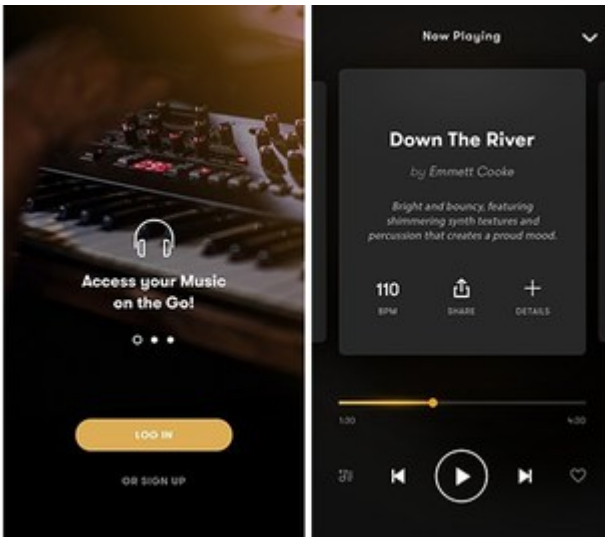 Access your Music
on the Go!
LOG IN
OR SIGN UP
Now Playing
Down The River
by Emmett Cooke
Bright and bouncy, featuring
shimmering synth textures and
percussion that creates a proud mood.
110
BPM
SHARE
DETAILS
1:30
4:30